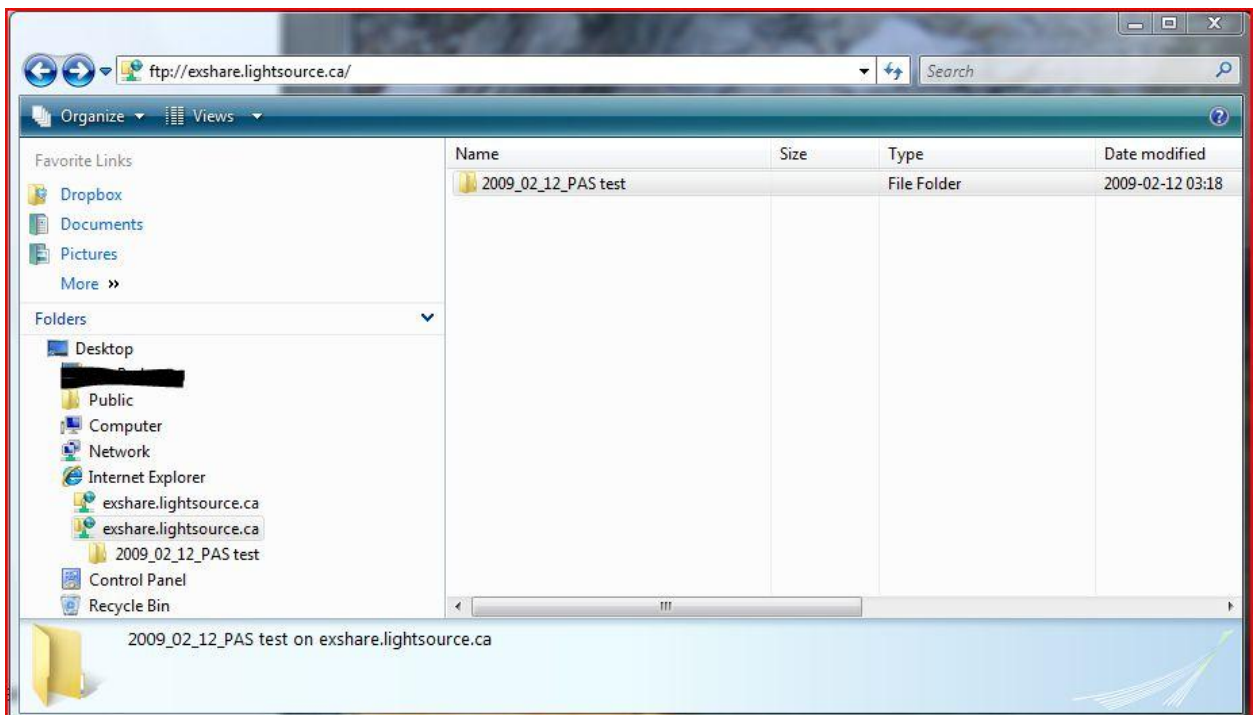 ftp://exshare.lightsource.ca/
Search
Organize Views
Favorite Links
Dropbox
Documents
Pictures
More »
Folders
Desktop
Public
Computer
Network
Internet Explorer
exshare.lightsource.ca
exshare.lightsource.ca
2009_02_12_PAS test
Control Panel
Recycle Bin
Name Size Type Date modified
2009_02_12_PAS test File Folder 2009-02-12 03:18
2009_02_12_PAS test on exshare.lightsource.ca